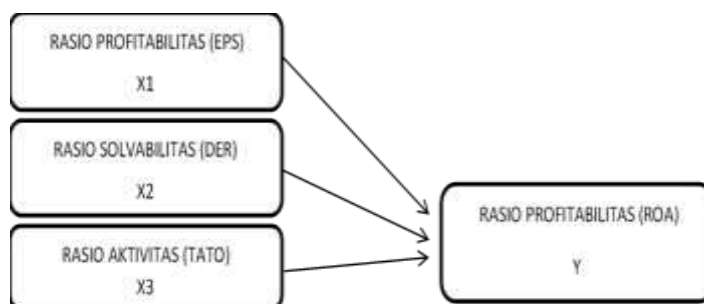 RASIO PROFITABILITAS (EPS)
X1
RASIO SOLVABILITAS (DER)
X2
RASIO AKTIVITAS (TATO)
X3
RASIO PROFITABILITAS (ROA)
Y